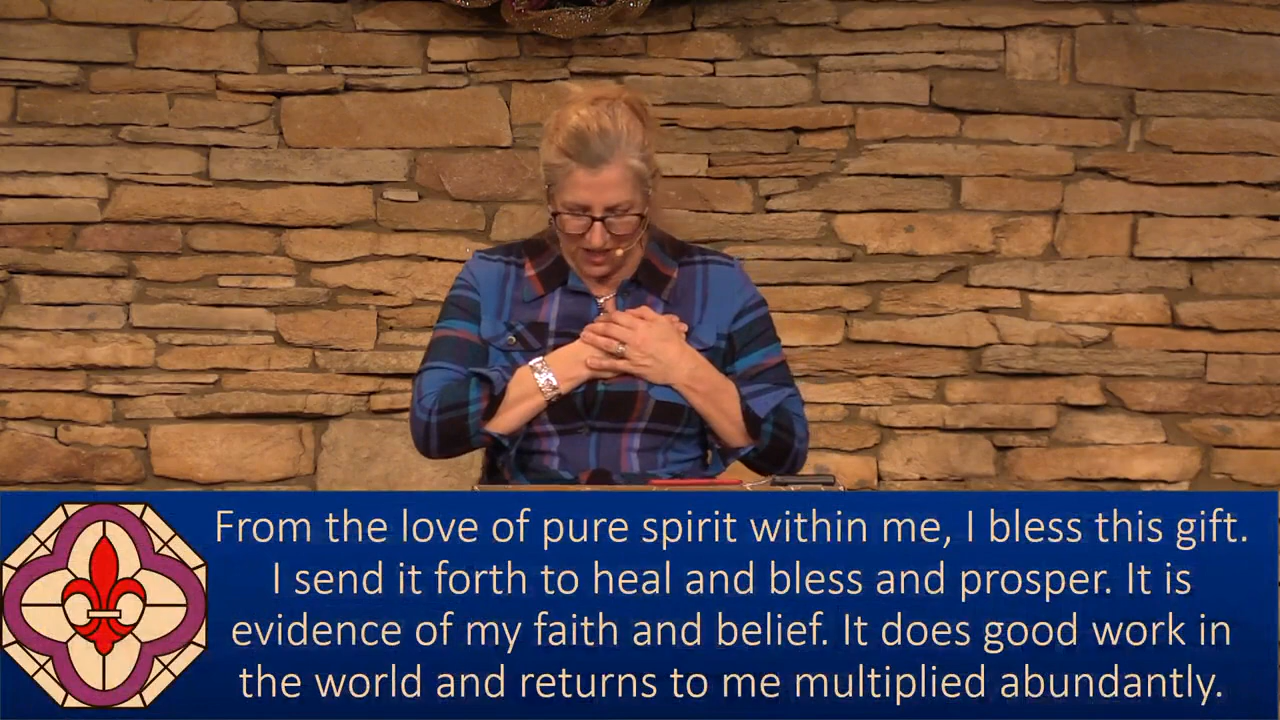 From the love of pure spirit within me, I bless this gift.
I send it forth to heal and bless and prosper. It is
evidence of my faith and belief. It does good work in
the world and returns to me multiplied abundantly.